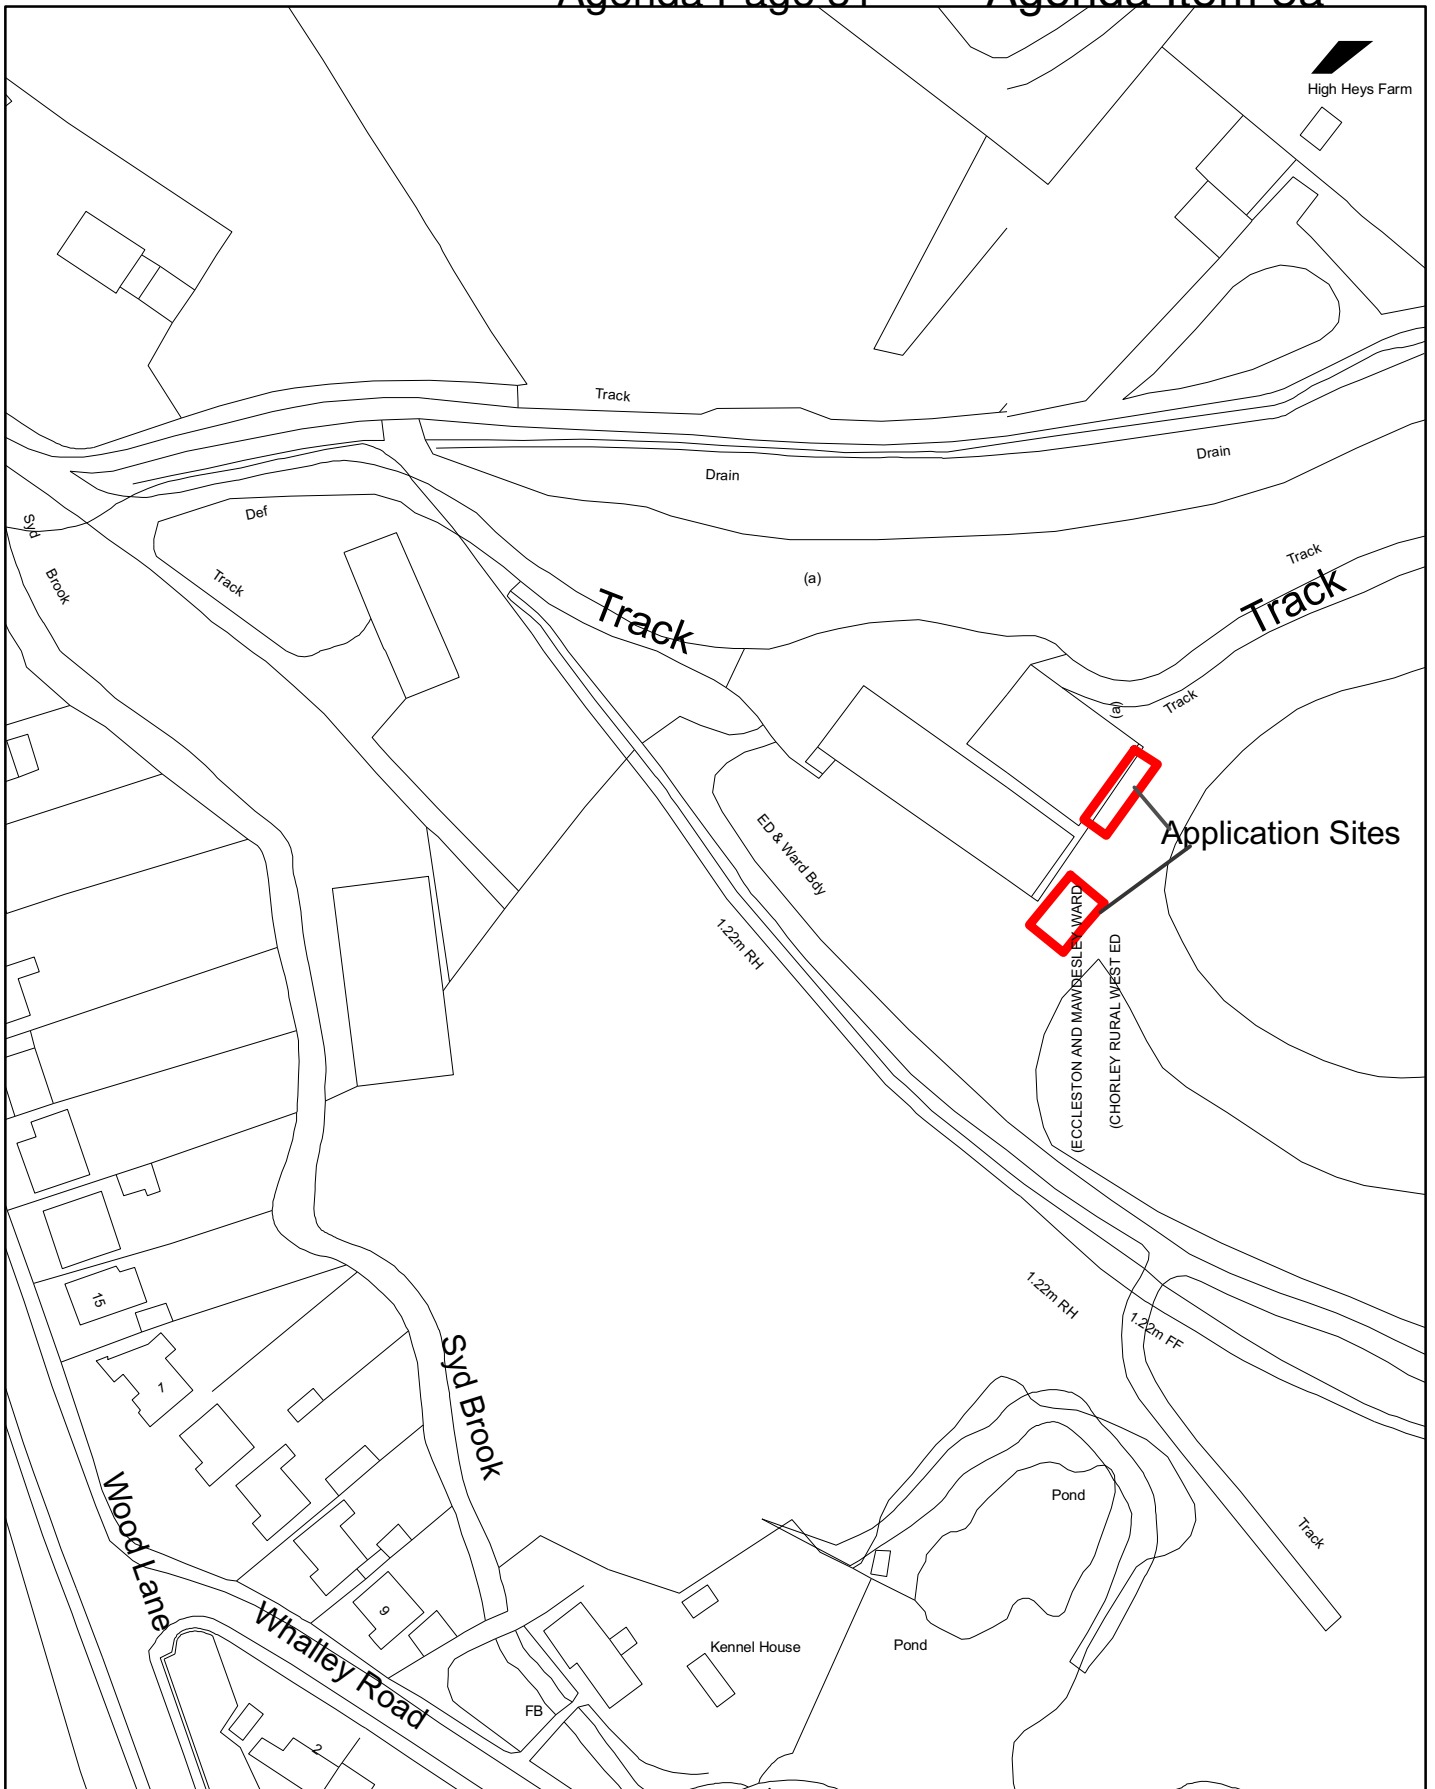 High Heys Farm
Track
Drain
Drain
Def
Syd
Brook
Track
(a)
Track
Track
Track
Track
(a)
ED & Ward Bdy
Application Sites
1.22m RH
(ECCLESTON AND MAWDESLEY WARD
(CHORLEY RURAL WEST ED
15
1
1.22m RH
1.22m FF
Syd Brook
Pond
Track
Wood Lane
9
Whalley Road
Kennel House
Pond
FB
2